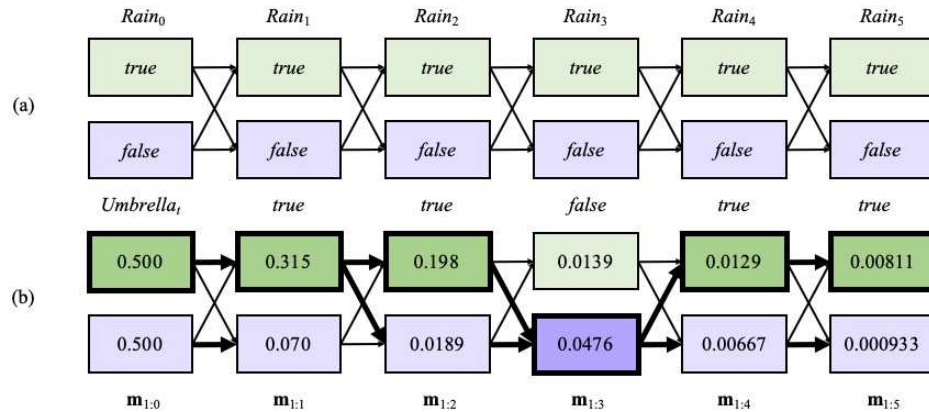 Rain₀ Rain₁ Rain₂ Rain₃ Rain₄ Rain₅
true true true true true true
(a)
false false false false false false
Umbrellaₜ true true false true true
0.500 0.315 0.198 0.0139 0.0129 0.00811
(b)
0.500 0.070 0.0189 0.0476 0.00667 0.000933
m₁:₀ m₁:₁ m₁:₂ m₁:₃ m₁:₄ m₁:₅